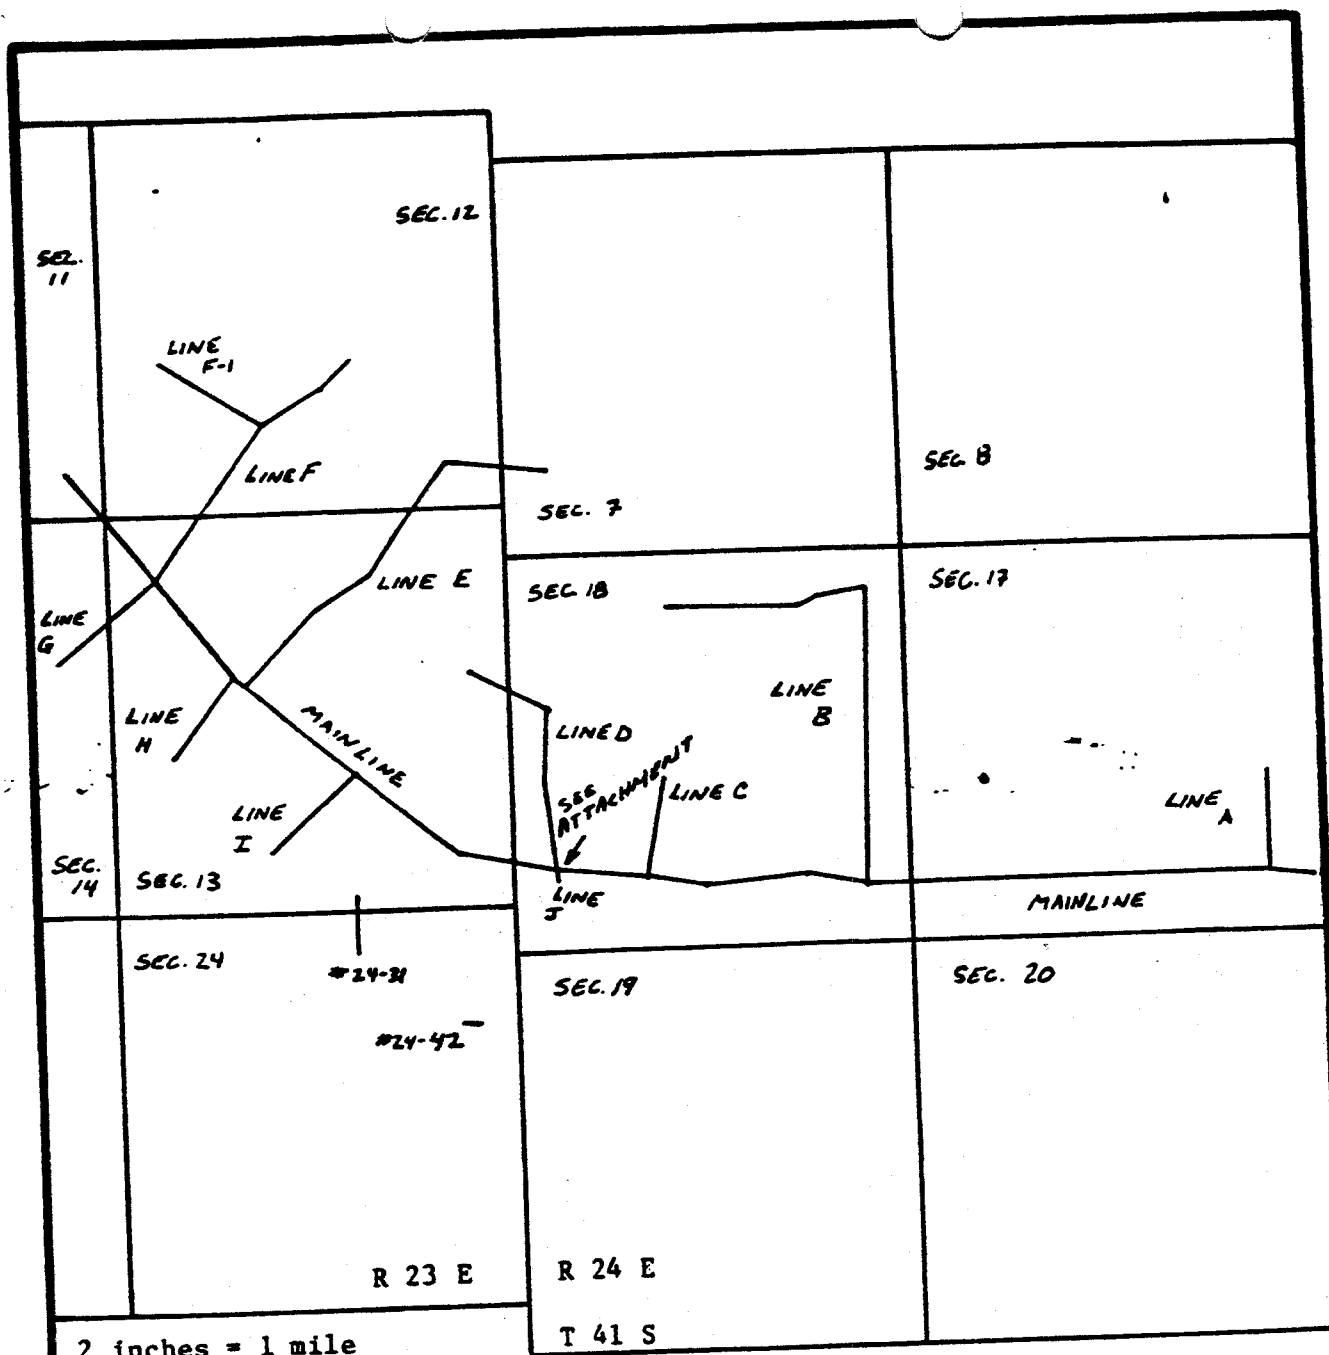 SEC. 12
SEC.
11
LINE
F-1
LINE F
SEC. 8
SEC. 7
LINE E
SEC. 18
SEC. 17
LINE
G
LINE
B
LINE
H
MAINLINE
LINE D
SEE
ATTACHMENT
LINE C
LINE
A
LINE
I
SEC.
14
SEC. 13
LINE
J
MAINLINE
SEC. 24
#24-31
SEC. 19
SEC. 20
#24-42
R 23 E
R 24 E
T 41 S
2 inches = 1 mile